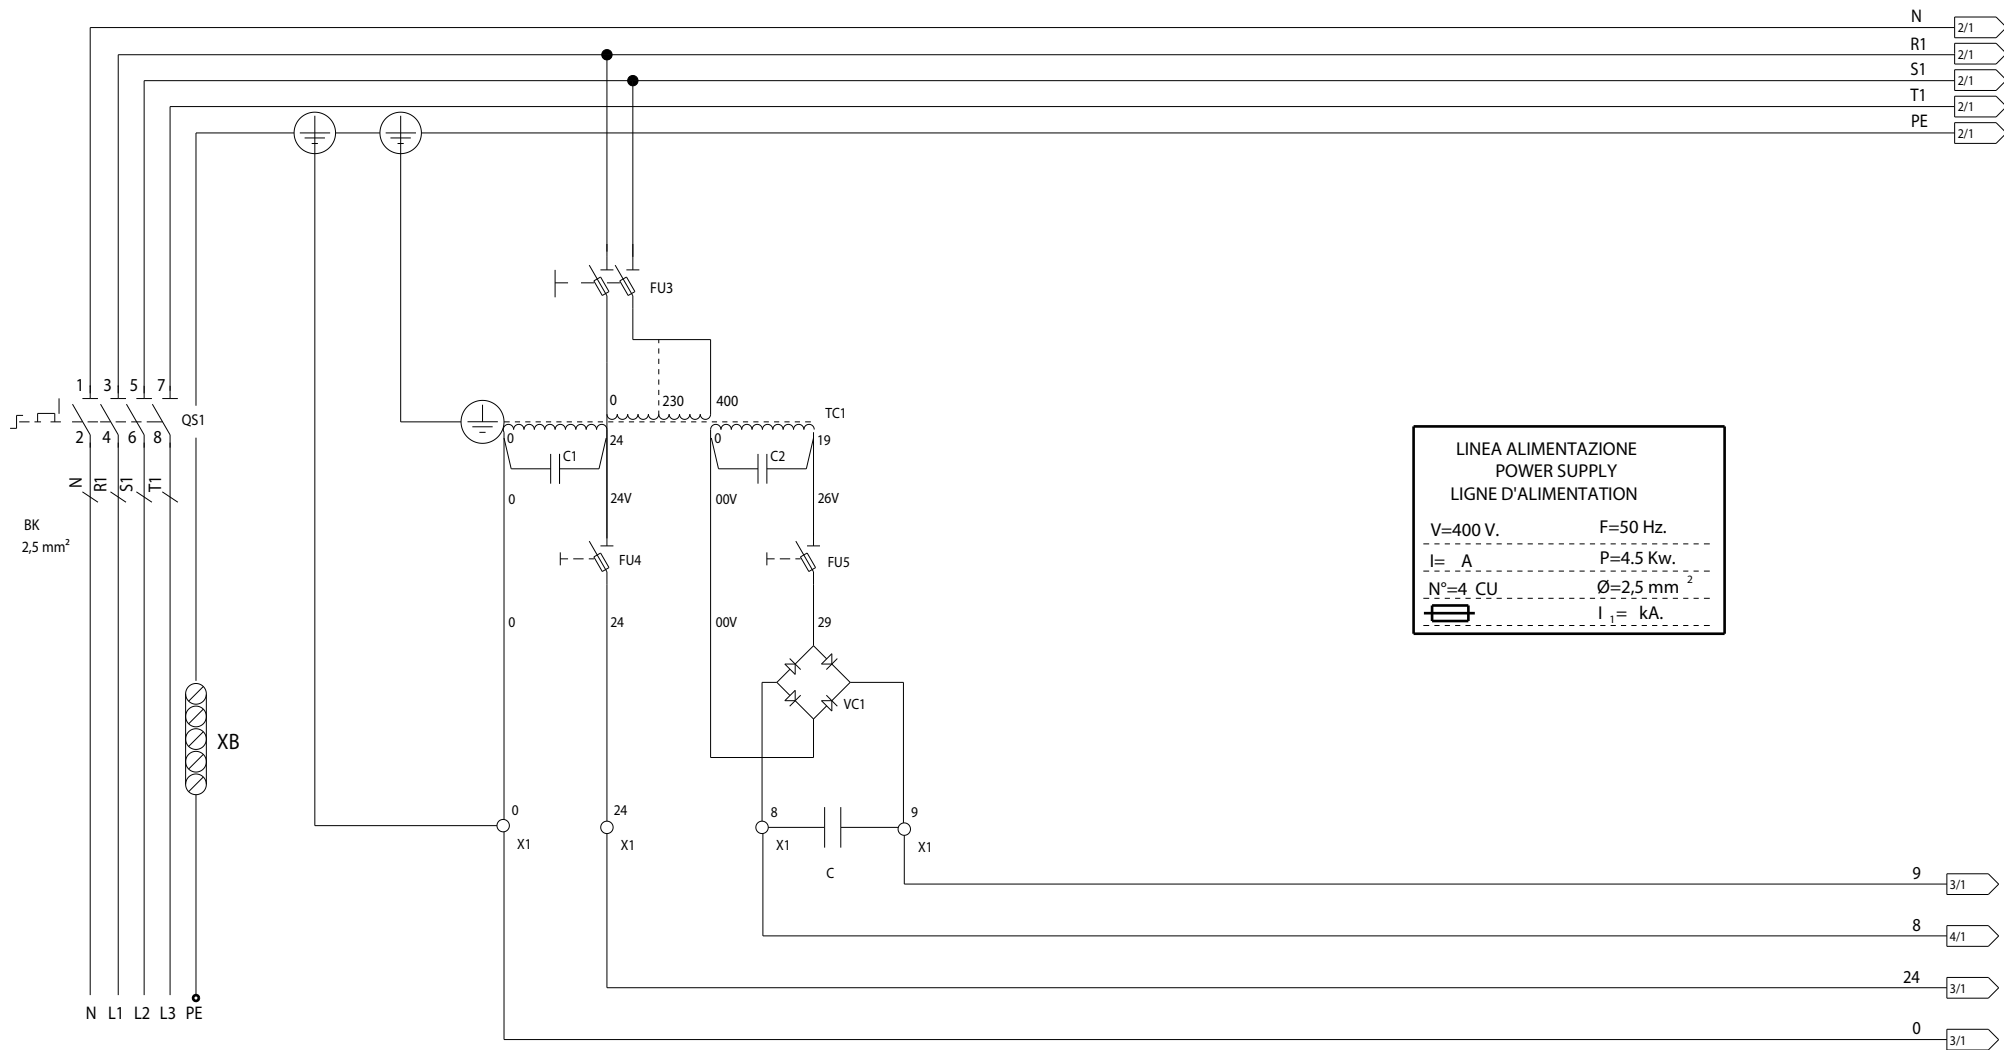 N
2/1
R1
2/1
S1
2/1
T1
2/1
PE
2/1
FU3
1 3 5 7
QS1
2 4 6 8
0 230 400
TC1
0 24 0 19
C1 C2
N R1 S1 T1
0 24V 00V 26V
BK
2,5 mm²
FU4 FU5
0 24 00V 29
VC1
XB
0 24 8 9
X1 X1 X1 X1
C
LINEA ALIMENTAZIONE
POWER SUPPLY
LIGNE D'ALIMENTATION
V=400 V. F=50 Hz.
I= A P=4.5 Kw.
N°=4 CU Ø=2,5 mm 2
I 1= kA.
9
3/1
8
4/1
24
3/1
0
3/1
N L1 L2 L3 PE